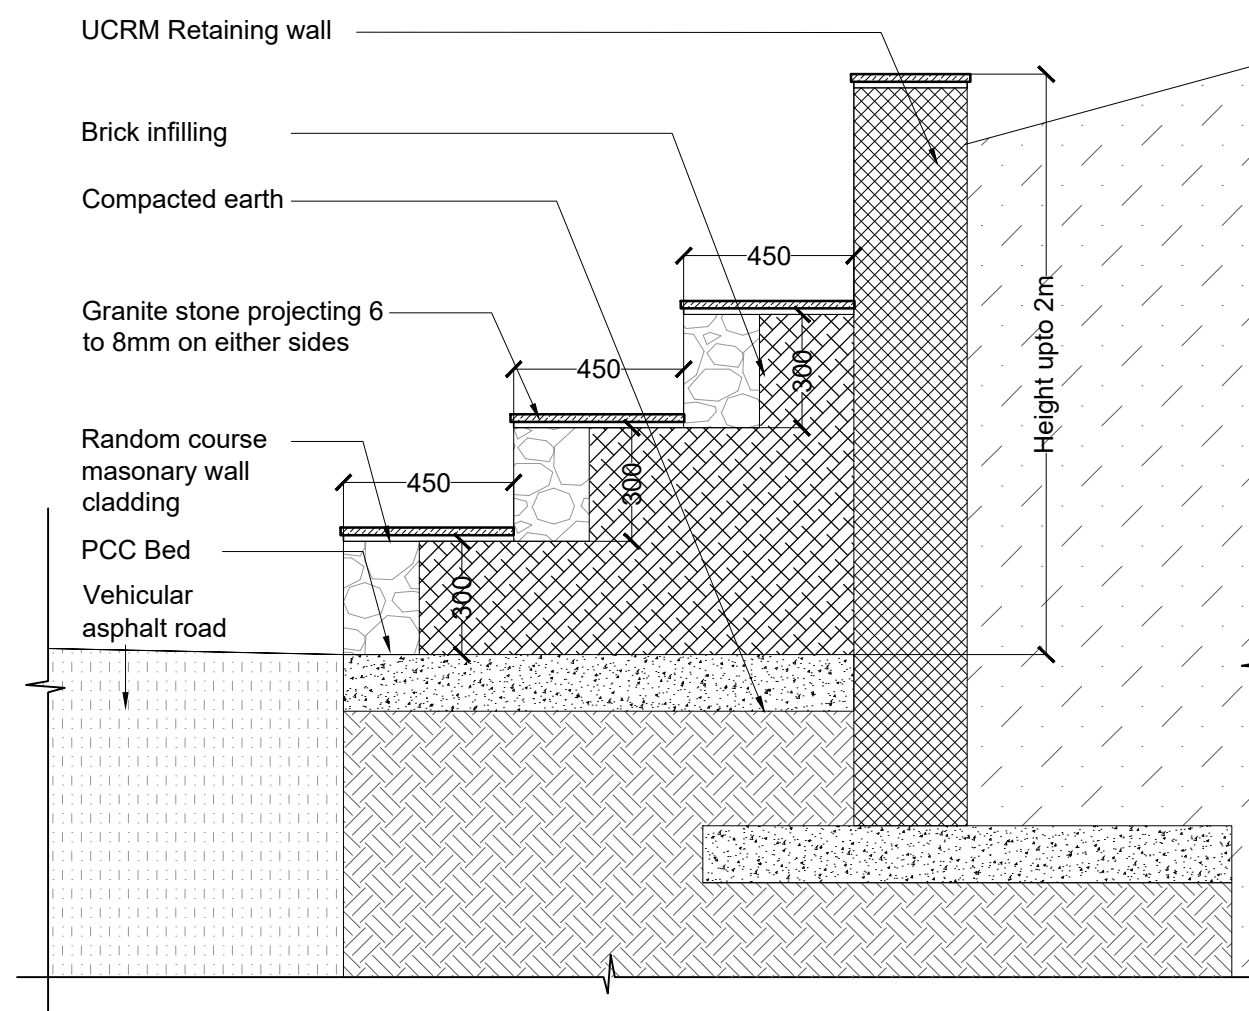 UCRM Retaining wall
Brick infilling
Compacted earth
450
Granite stone projecting 6
to 8mm on either sides
300
450
Height upto 2m
Random course
masonary wall
cladding
300
450
PCC Bed
300
Vehicular
asphalt road